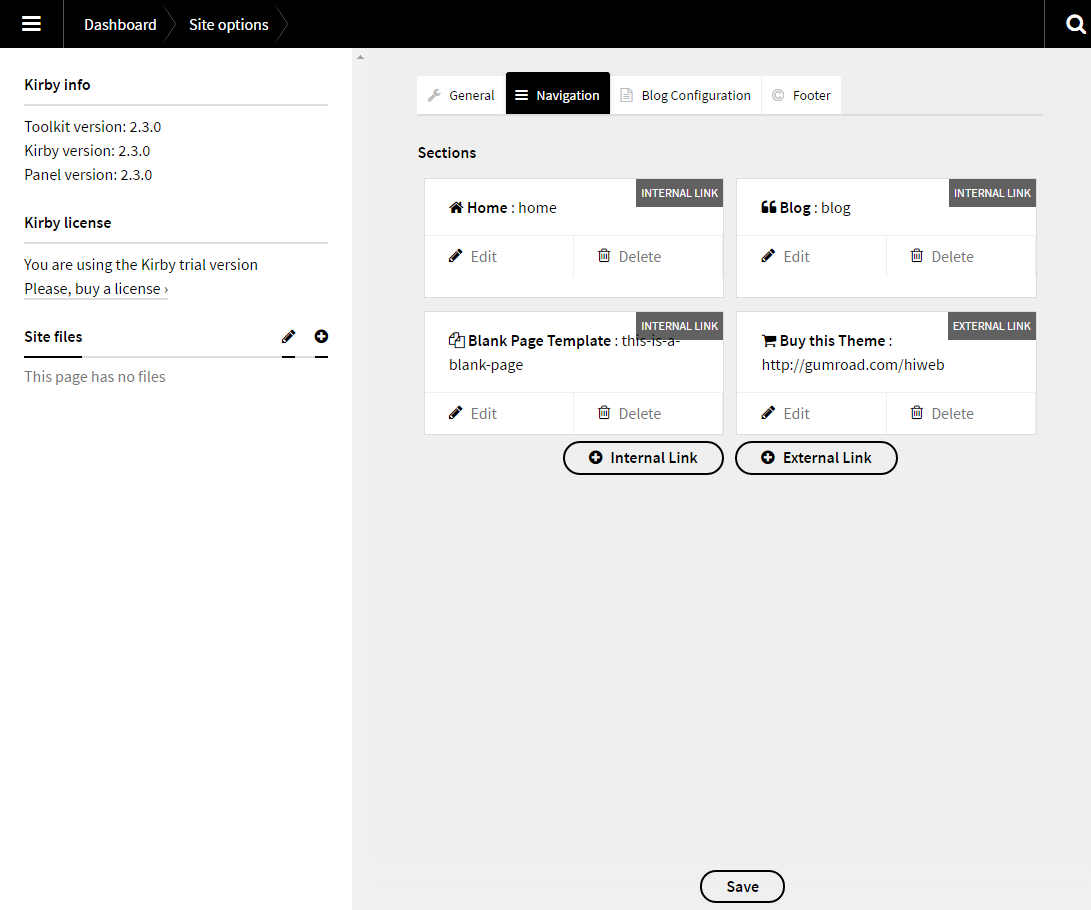 Dashboard
Site options
Kirby info
Toolkit version: 2.3.0
Kirby version: 2.3.0
Panel version: 2.3.0
Kirby license
You are using the Kirby trial version
Please, buy a license ›
Site files
This page has no files
General
Navigation
Blog Configuration
Footer
Sections
INTERNAL LINK
Home : home
Edit
Delete
INTERNAL LINK
Blog : blog
Edit
Delete
INTERNAL LINK
Blank Page Template : this-is-a-
blank-page
Edit
Delete
EXTERNAL LINK
Buy this Theme :
http://gumroad.com/hiweb
Edit
Delete
Internal Link
External Link
Save